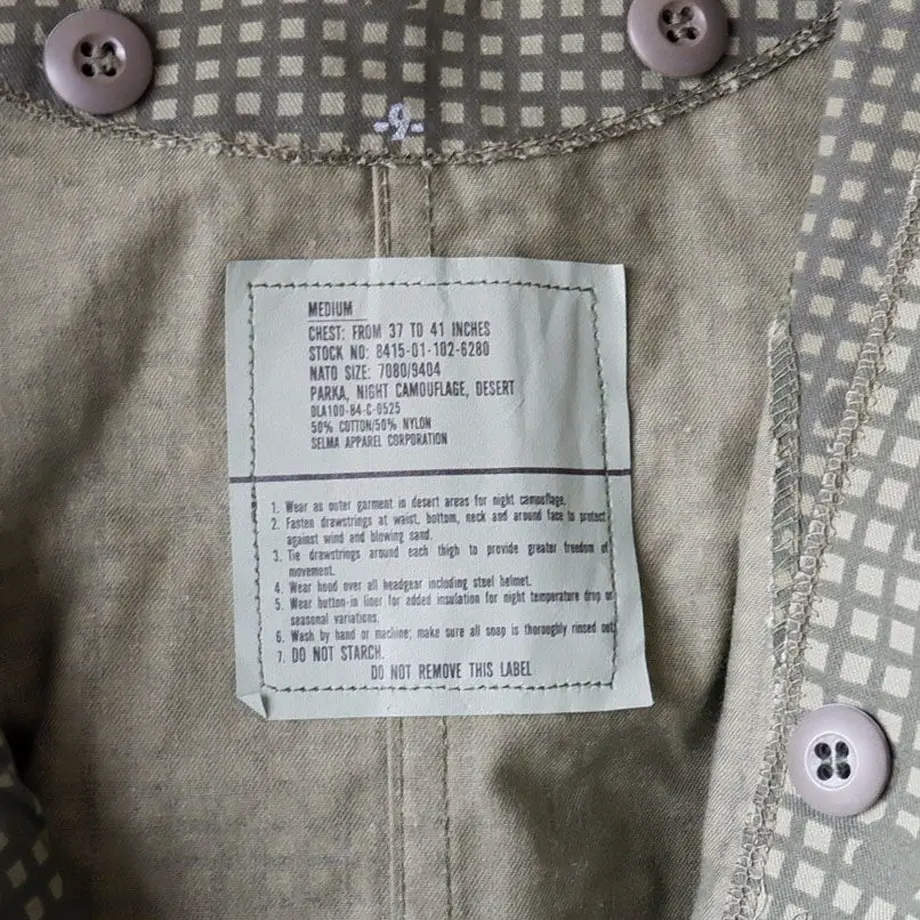 -9-
MEDIUM
CHEST: FROM 37 TO 41 INCHES
STOCK NO: 8415-01-102-6280
NATO SIZE: 7080/9404
PARKA, NIGHT CAMOUFLAGE, DESERT
DLA100-84-C-0525
50% COTTON/50% NYLON
SELMA APPAREL CORPORATION
1. Wear as outer garment in desert areas for night camouflage.
2. Fasten drawstrings at waist, bottom, neck and around face to protect
against wind and blowing sand.
3. Tie drawstrings around each thigh to provide greater freedom of
movement.
4. Wear hood over all headgear including steel helmet.
5. Wear button-in liner for added insulation for night temperature drop or
seasonal variations.
6. Wash by hand or machine; make sure all soap is thoroughly rinsed out.
7. DO NOT STARCH.
DO NOT REMOVE THIS LABEL